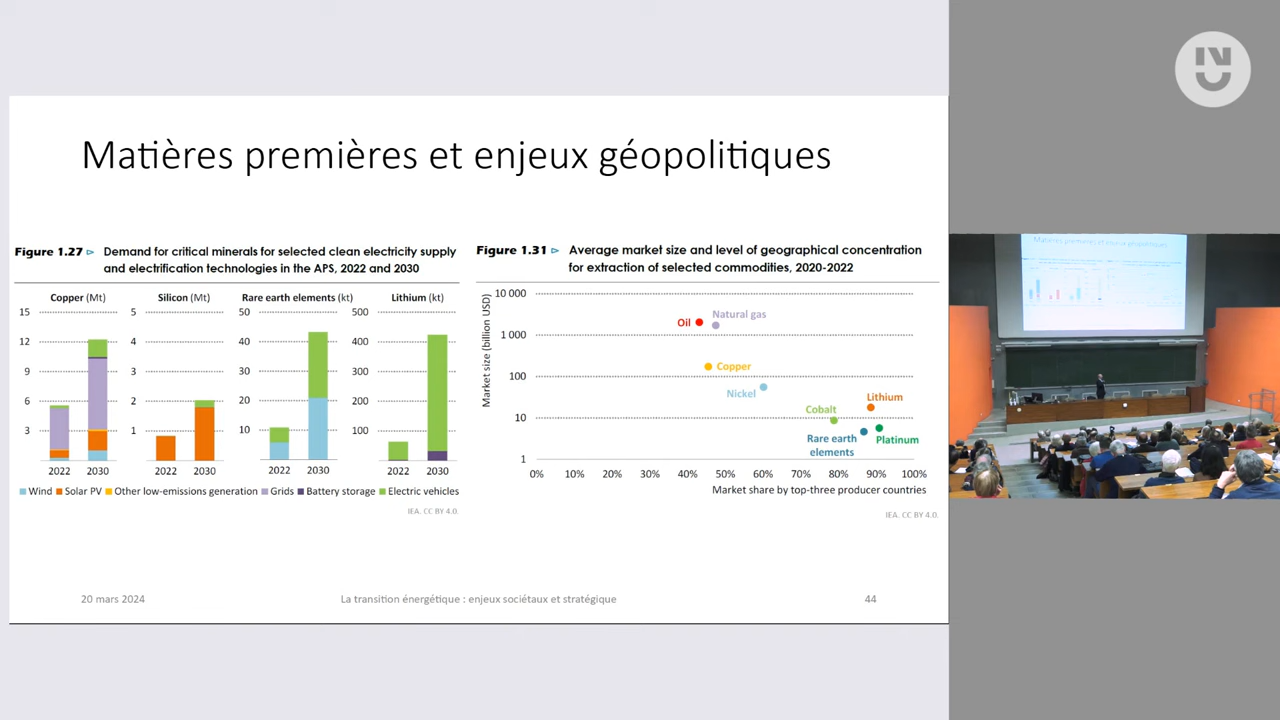 Matières premières et enjeux géopolitiques
Figure 1.27 ▷ Demand for critical minerals for selected clean electricity supply
and electrification technologies in the APS, 2022 and 2030
Copper (Mt) Silicon (Mt) Rare earth elements (kt) Lithium (kt)
15 5 50 500
12 4 40 400
9 3 30 300
6 2 20 200
3 1 10 100
2022 2030 2022 2030 2022 2030 2022 2030
Wind Solar PV Other low-emissions generation Grids Battery storage Electric vehicles
IEA. CC BY 4.0.
Figure 1.31 ▷ Average market size and level of geographical concentration
for extraction of selected commodities, 2020-2022
Market size (billion USD)
10 000
1 000
100
10
1
Oil
Natural gas
Copper
Nickel
Cobalt
Lithium
Rare earth
elements
Platinum
0% 10% 20% 30% 40% 50% 60% 70% 80% 90% 100%
Market share by top-three producer countries
IEA. CC BY 4.0.
20 mars 2024 La transition énergétique : enjeux sociétaux et stratégique 44
Matières premières et enjeux géopolitiques